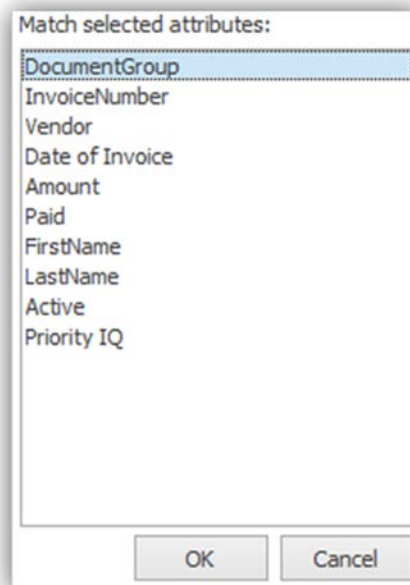 Match selected attributes:
DocumentGroup
InvoiceNumber
Vendor
Date of Invoice
Amount
Paid
FirstName
LastName
Active
Priority IQ
OK
Cancel